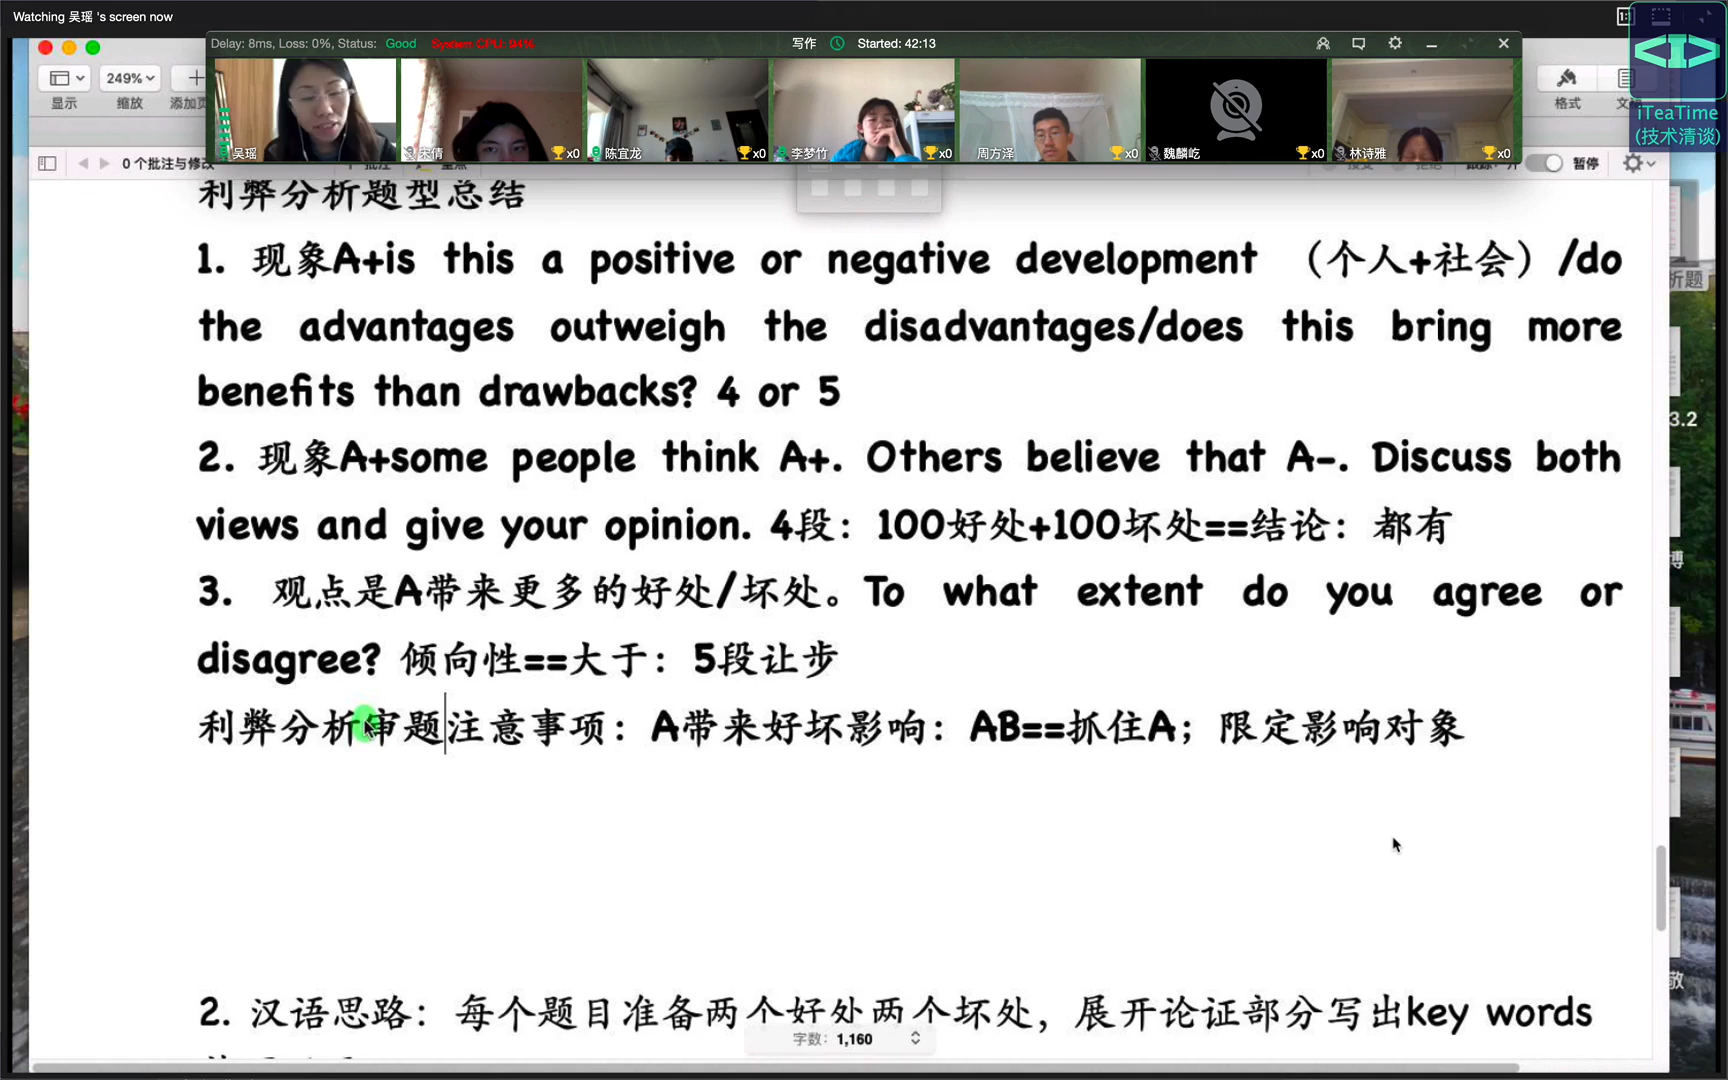 Watching 吴瑶 's screen now
Delay: 8ms, Loss: 0%, Status: Good System CPU: 94%
写作 Started: 42:13
iTeaTime
(技术清谈)
249%
显示 缩放 添加页
格式
吴瑶
宋倩 x0
陈宜龙 x0
李梦竹 x0
周方泽 x0
魏麟屹 x0
林诗雅 x0
0 个批注与修改
暂停
利弊分析题型总结
1. 现象A+is this a positive or negative development （个人+社会）/do
the advantages outweigh the disadvantages/does this bring more
benefits than drawbacks? 4 or 5
2. 现象A+some people think A+. Others believe that A-. Discuss both
views and give your opinion. 4段：100好处+100坏处==结论：都有
3. 观点是A带来更多的好处/坏处。To what extent do you agree or
disagree? 倾向性==大于：5段让步
利弊分析审题注意事项：A带来好坏影响：AB==抓住A；限定影响对象
2. 汉语思路：每个题目准备两个好处两个坏处，展开论证部分写出key words
字数：1,160
析题
3.2
博
敬